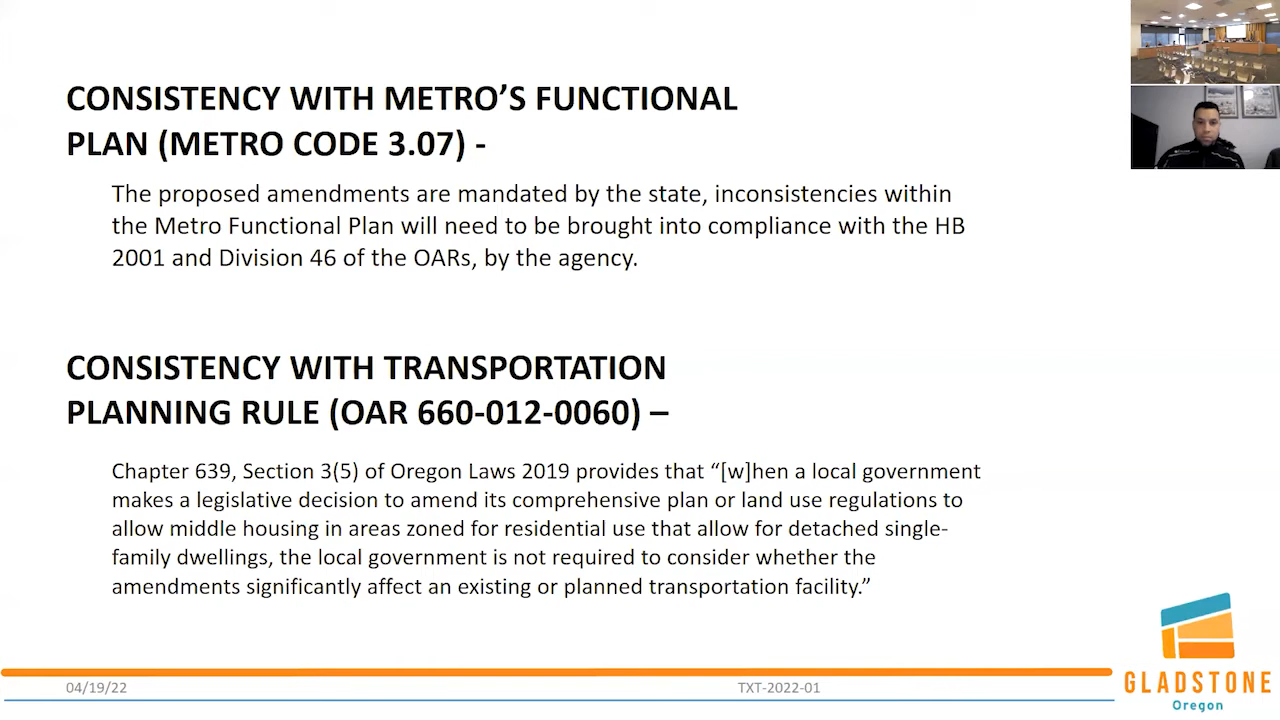 CONSISTENCY WITH METRO’S FUNCTIONAL
PLAN (METRO CODE 3.07) -
The proposed amendments are mandated by the state, inconsistencies within
the Metro Functional Plan will need to be brought into compliance with the HB
2001 and Division 46 of the OARs, by the agency.
CONSISTENCY WITH TRANSPORTATION
PLANNING RULE (OAR 660-012-0060) –
Chapter 639, Section 3(5) of Oregon Laws 2019 provides that “[w]hen a local government
makes a legislative decision to amend its comprehensive plan or land use regulations to
allow middle housing in areas zoned for residential use that allow for detached single-
family dwellings, the local government is not required to consider whether the
amendments significantly affect an existing or planned transportation facility.”
04/19/22
TXT-2022-01
GLADSTONE
Oregon